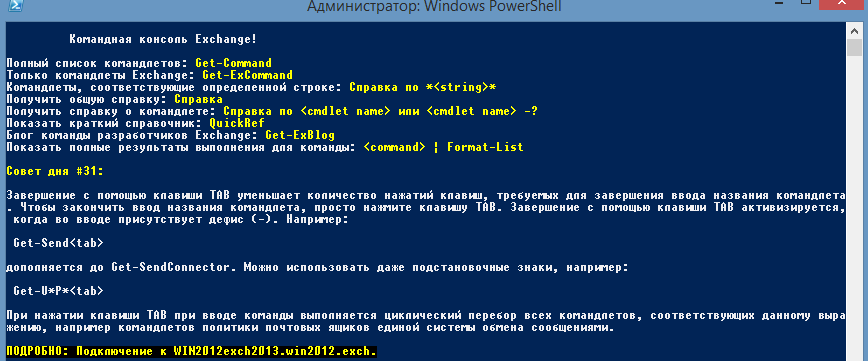 Администратор: Windows PowerShell
Командная консоль Exchange!
Полный список командлетов: Get-Command
Только командлеты Exchange: Get-ExCommand
Командлеты, соответствующие определенной строке: Справка по *<string>*
Получить общую справку: Справка
Получить справку о командлете: Справка по <cmdlet name> или <cmdlet name> -?
Показать краткий справочник: QuickRef
Блог команды разработчиков Exchange: Get-ExBlog
Показать полные результаты выполнения для команды: <command> | Format-List
Совет дня #31:
Завершение с помощью клавиши TAB уменьшает количество нажатий клавиш, требуемых для завершения ввода названия командлета
. Чтобы закончить ввод названия командлета, просто нажмите клавишу TAB. Завершение с помощью клавиши TAB активизируется,
когда во вводе присутствует дефис (-). Например:
Get-Send<tab>
дополняется до Get-SendConnector. Можно использовать даже подстановочные знаки, например:
Get-U*P*<tab>
При нажатии клавиши TAB при вводе команды выполняется циклический перебор всех командлетов, соответствующих данному выра
жению, например командлетов политики почтовых ящиков единой системы обмена сообщениями.
ПОДРОБНО: Подключение к WIN2012exch2013.win2012.exch.